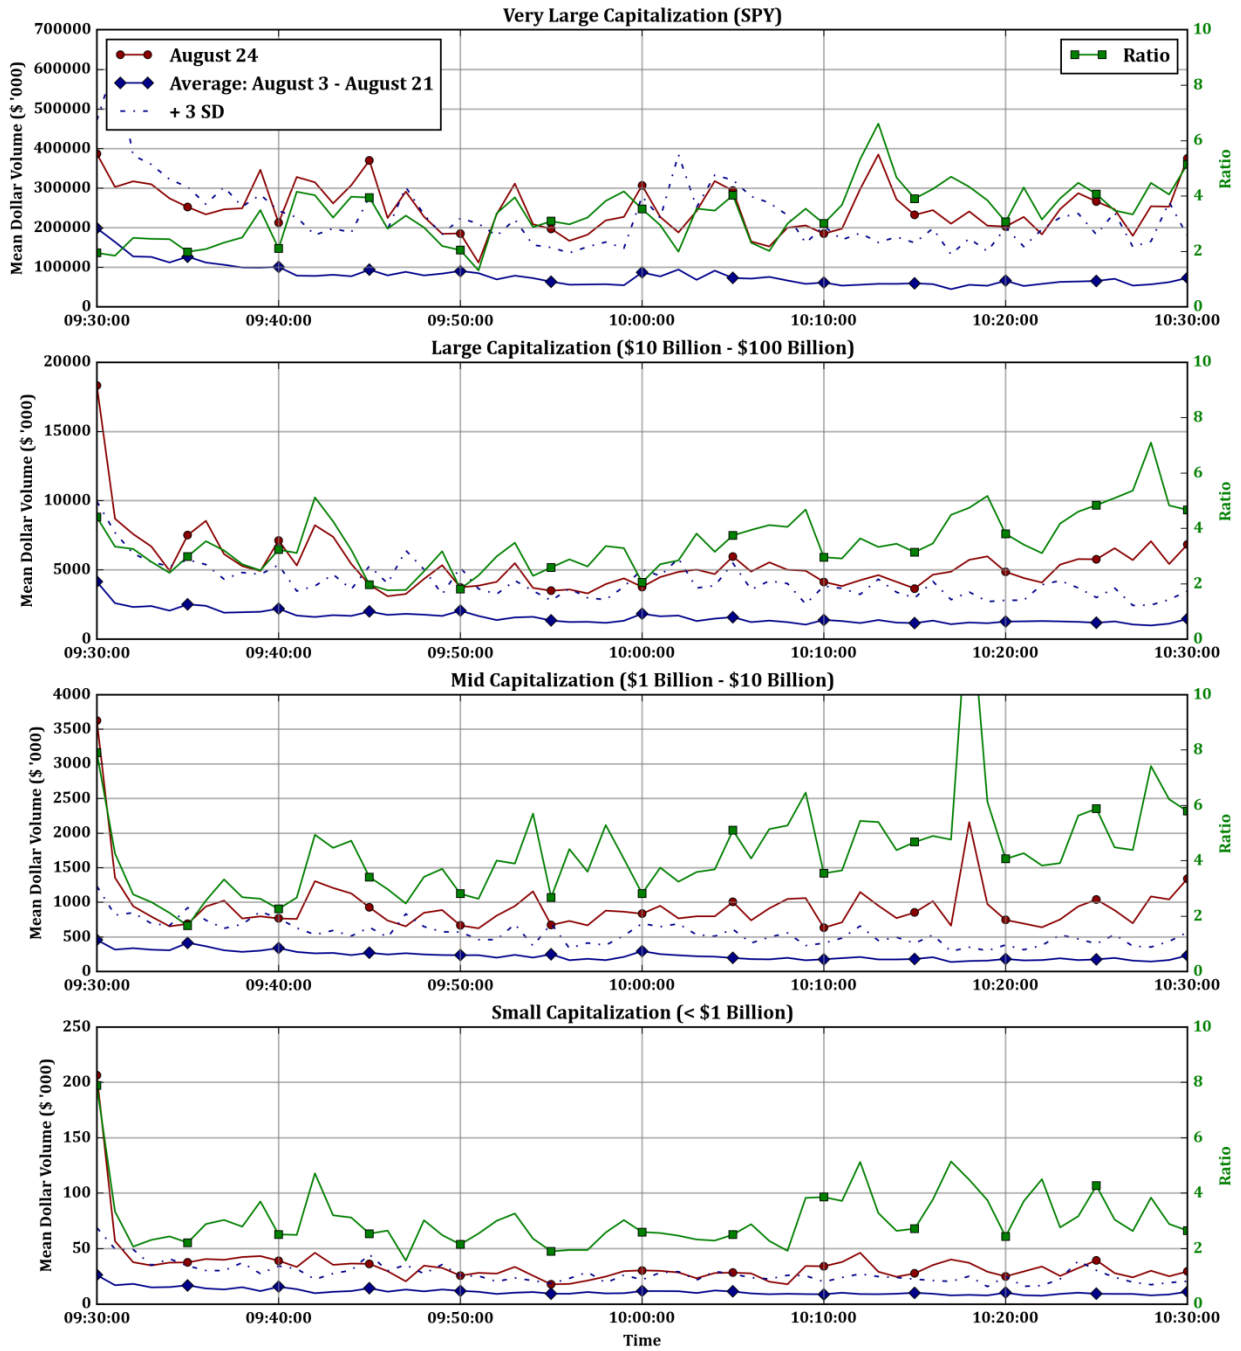 Very Large Capitalization (SPY)
Mean Dollar Volume ($ '000)
700000
600000
500000
400000
300000
200000
100000
0
August 24
Average: August 3 - August 21
+ 3 SD
Ratio
10
8
6
4
2
0
Ratio
09:30:00 09:40:00 09:50:00 10:00:00 10:10:00 10:20:00 10:30:00
Large Capitalization ($10 Billion - $100 Billion)
Mean Dollar Volume ($ '000)
20000
15000
10000
5000
0
10
8
6
4
2
0
Ratio
09:30:00 09:40:00 09:50:00 10:00:00 10:10:00 10:20:00 10:30:00
Mid Capitalization ($1 Billion - $10 Billion)
Mean Dollar Volume ($ '000)
4000
3500
3000
2500
2000
1500
1000
500
0
10
8
6
4
2
0
Ratio
09:30:00 09:40:00 09:50:00 10:00:00 10:10:00 10:20:00 10:30:00
Small Capitalization (< $1 Billion)
Mean Dollar Volume ($ '000)
250
200
150
100
50
0
10
8
6
4
2
0
Ratio
09:30:00 09:40:00 09:50:00 10:00:00 10:10:00 10:20:00 10:30:00
Time